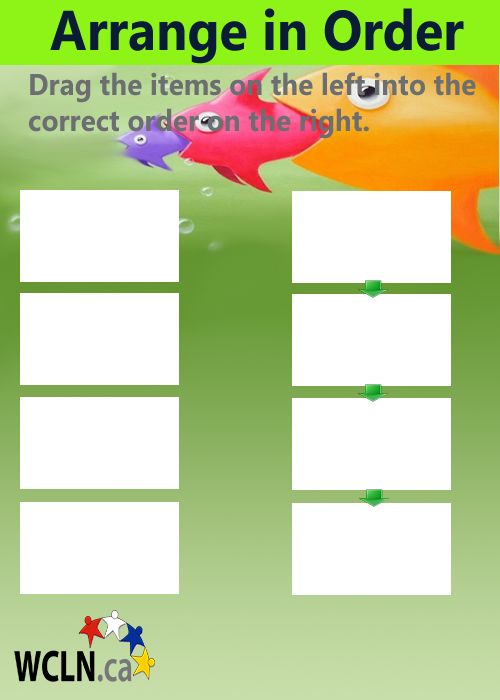 Arrange in Order
Drag the items on the left into the
correct order on the right.
WCLN.ca